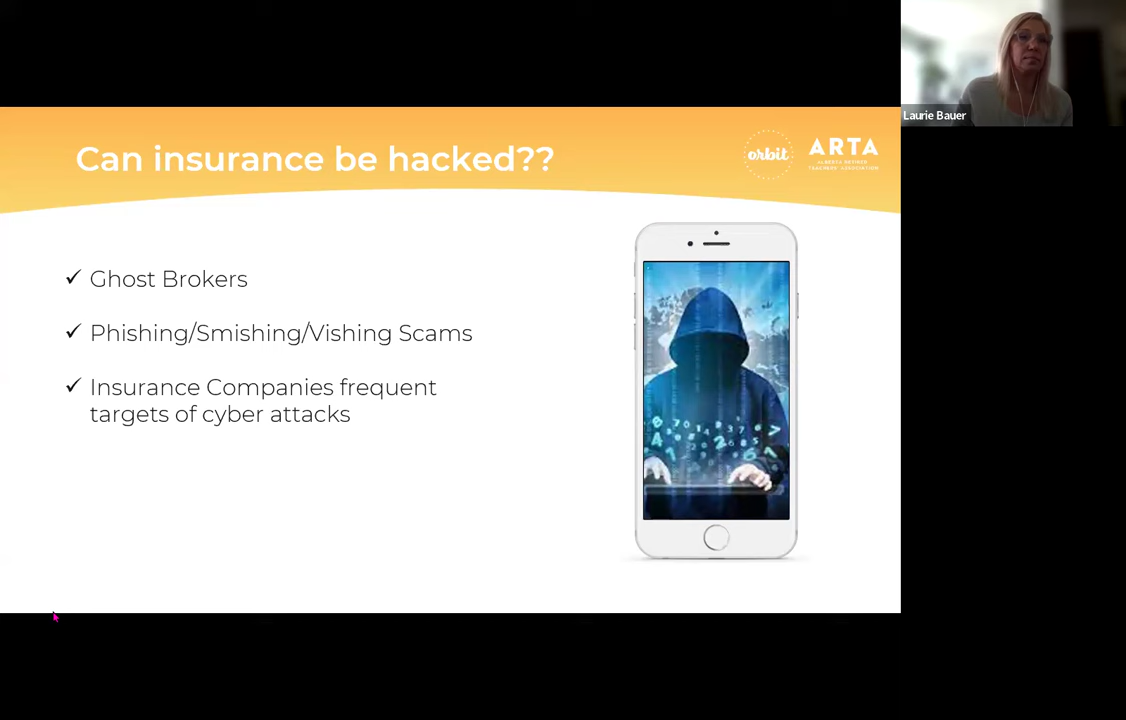 Can insurance be hacked??
orbit
ARTA
ALBERTA RETIRED
TEACHERS' ASSOCIATION
Laurie Bauer
Ghost Brokers
Phishing/Smishing/Vishing Scams
Insurance Companies frequent
targets of cyber attacks